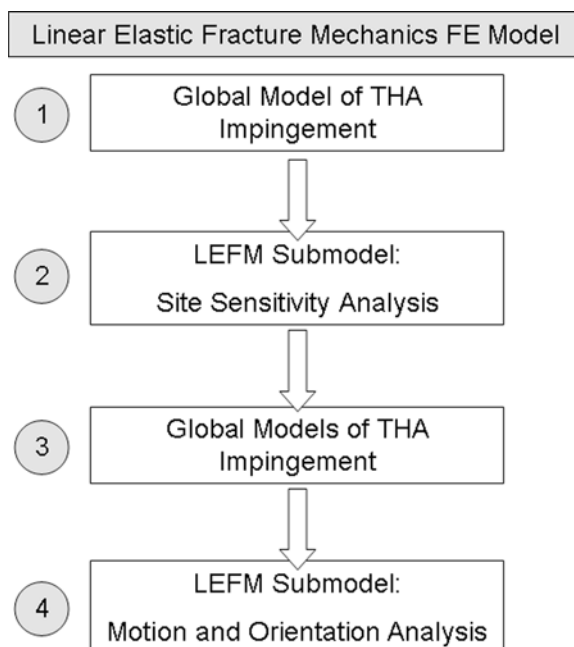 Linear Elastic Fracture Mechanics FE Model
1
Global Model of THA
Impingement
2
LEFM Submodel:
Site Sensitivity Analysis
3
Global Models of THA
Impingement
4
LEFM Submodel:
Motion and Orientation Analysis